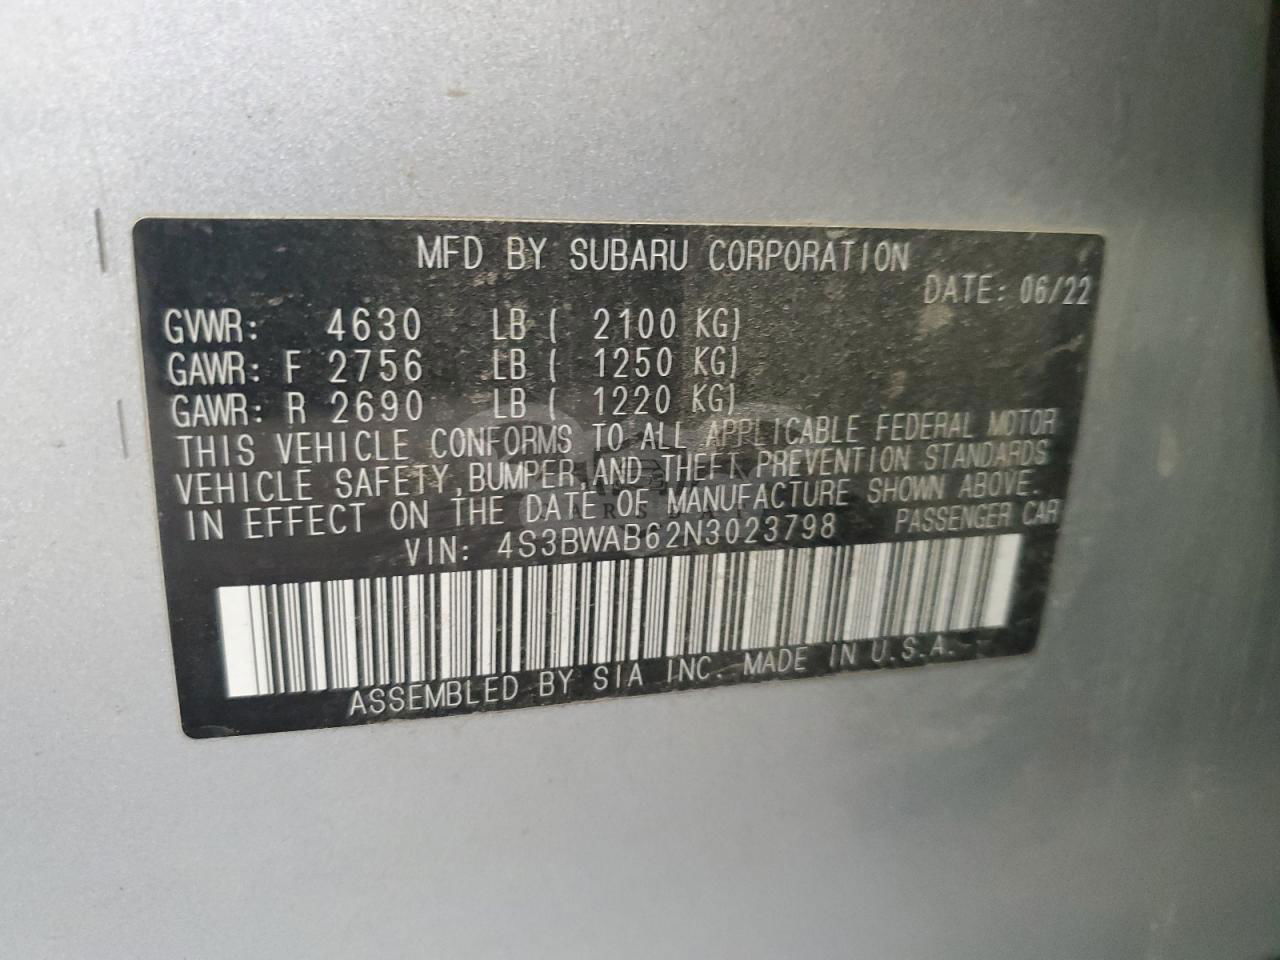 MFD BY SUBARU CORPORATION
DATE: 06/22
GVWR: 4630 LB ( 2100 KG)
GAWR: F 2756 LB ( 1250 KG)
GAWR: R 2690 LB ( 1220 KG)
THIS VEHICLE CONFORMS TO ALL APPLICABLE FEDERAL MOTOR
VEHICLE SAFETY, BUMPER, AND THEFT PREVENTION STANDARDS
IN EFFECT ON THE DATE OF MANUFACTURE SHOWN ABOVE.
VIN: 4S3BWAB62N3023798 PASSENGER CAR
ASSEMBLED BY SIA INC. MADE IN U.S.A.